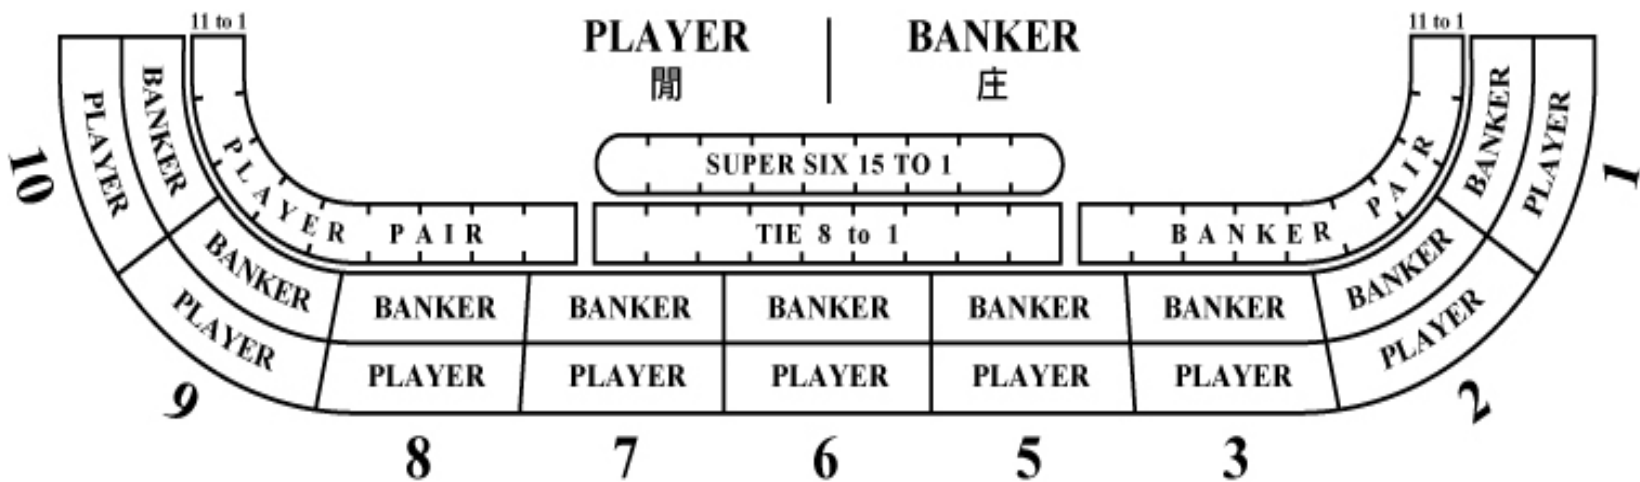 11 to 1
PLAYER
閒
BANKER
庄
11 to 1
SUPER SIX 15 TO 1
PLAYER PAIR
TIE 8 to 1
BANKER PAIR
PLAYER
BANKER
10
BANKER
PLAYER
9
BANKER
PLAYER
8
BANKER
PLAYER
7
BANKER
PLAYER
6
BANKER
PLAYER
5
BANKER
PLAYER
3
BANKER
PLAYER
2
BANKER
PLAYER
1